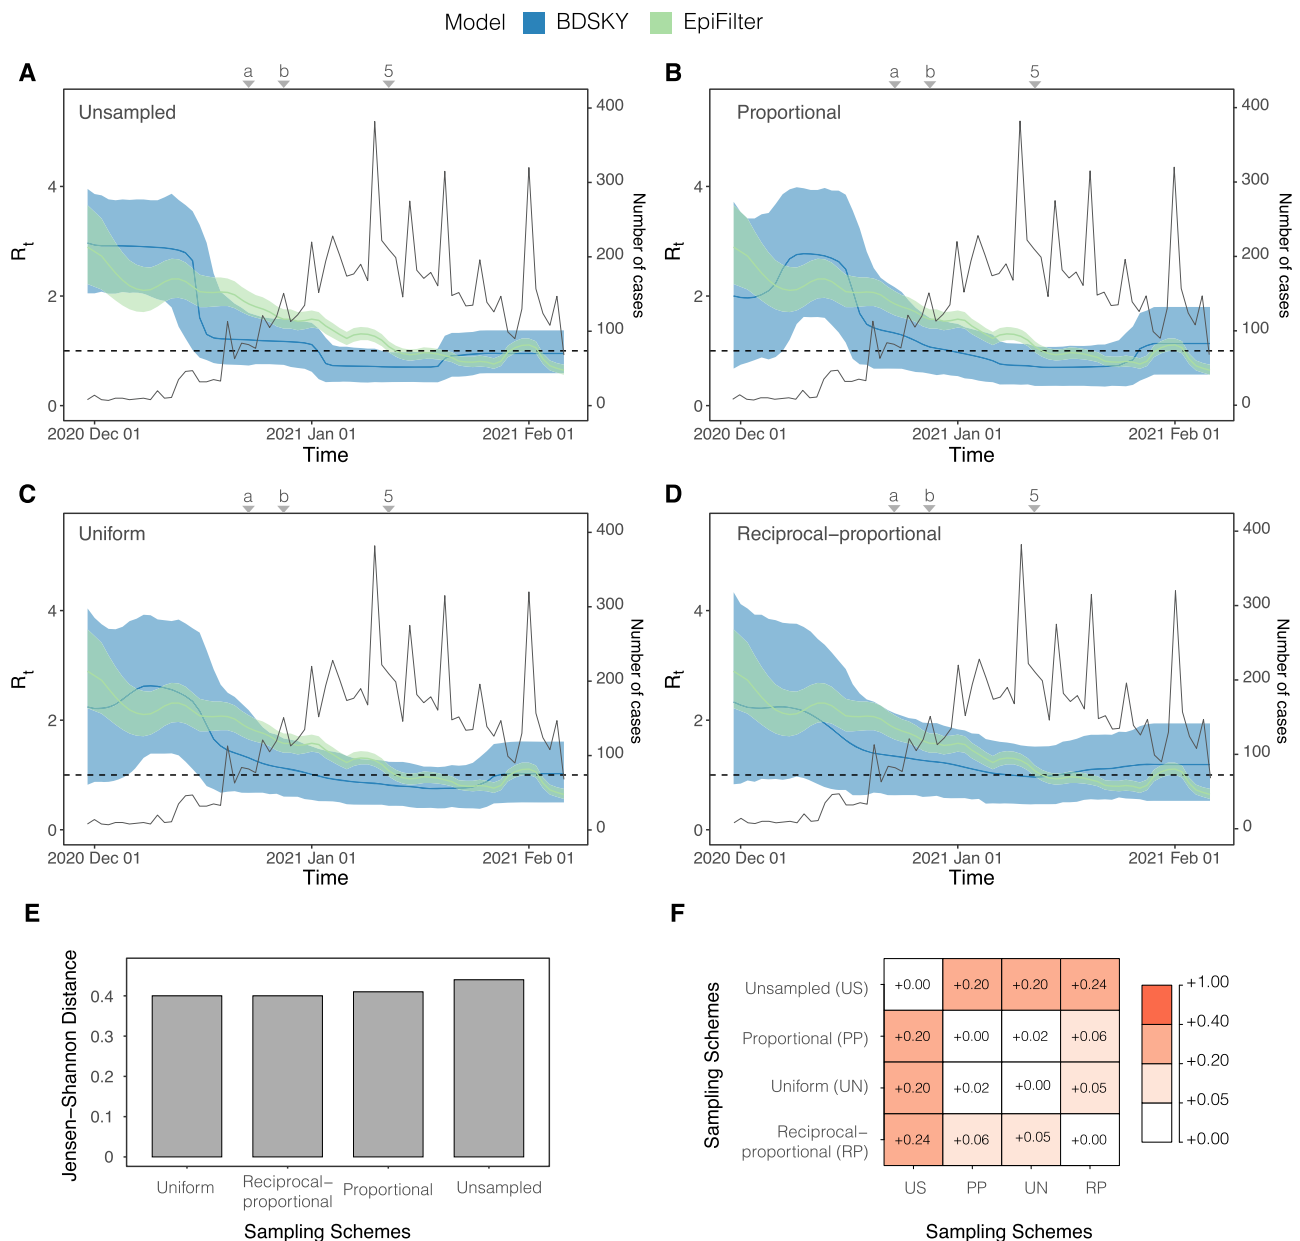 Model BDSKY EpiFilter
A
a b 5
Unsampled
400
300
200
100
0
4
2
0
Rt
Number of cases
2020 Dec 01 2021 Jan 01 2021 Feb 01
Time
B
a b 5
Proportional
400
300
200
100
0
4
2
0
Rt
Number of cases
2020 Dec 01 2021 Jan 01 2021 Feb 01
Time
C
a b 5
Uniform
400
300
200
100
0
4
2
0
Rt
Number of cases
2020 Dec 01 2021 Jan 01 2021 Feb 01
Time
D
a b 5
Reciprocal−proportional
400
300
200
100
0
4
2
0
Rt
Number of cases
2020 Dec 01 2021 Jan 01 2021 Feb 01
Time
E
Jensen−Shannon Distance
0.4
0.3
0.2
0.1
0
Uniform
Reciprocal−
proportional
Proportional
Unsampled
Sampling Schemes
F
Sampling Schemes
Unsampled (US) +0.00 +0.20 +0.20 +0.24
Proportional (PP) +0.20 +0.00 +0.02 +0.06
Uniform (UN) +0.20 +0.02 +0.00 +0.05
Reciprocal−
proportional (RP) +0.24 +0.06 +0.05 +0.00
US PP UN RP
Sampling Schemes
+1.00
+0.40
+0.20
+0.05
+0.00